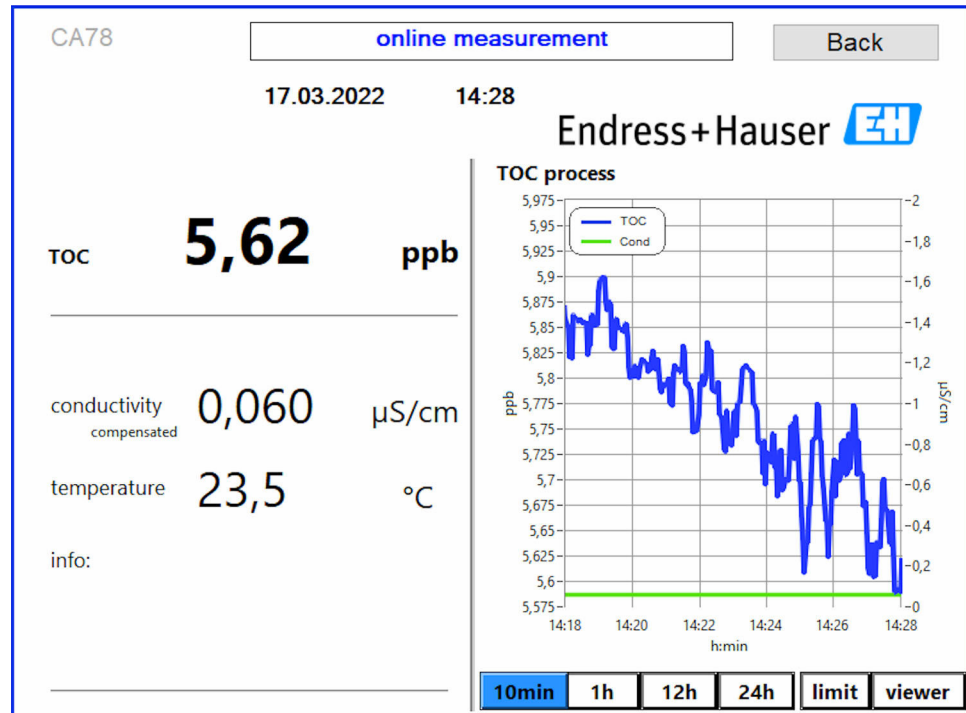 CA78
online measurement
Back
17.03.2022 14:28
Endress+Hauser EH
TOC 5,62 ppb
conductivity compensated 0,060 µS/cm
temperature 23,5 °C
info:
TOC process
TOC
Cond
5,975
5,95
5,925
5,9
5,875
5,85
5,825
5,8
5,775
5,75
5,725
5,7
5,675
5,65
5,625
5,6
5,575
ppb
-2
-1,8
-1,6
-1,4
-1,2
-1
-0,8
-0,6
-0,4
-0,2
-0
µS/cm
14:18 14:20 14:22 14:24 14:26 14:28
h:min
10min 1h 12h 24h limit viewer